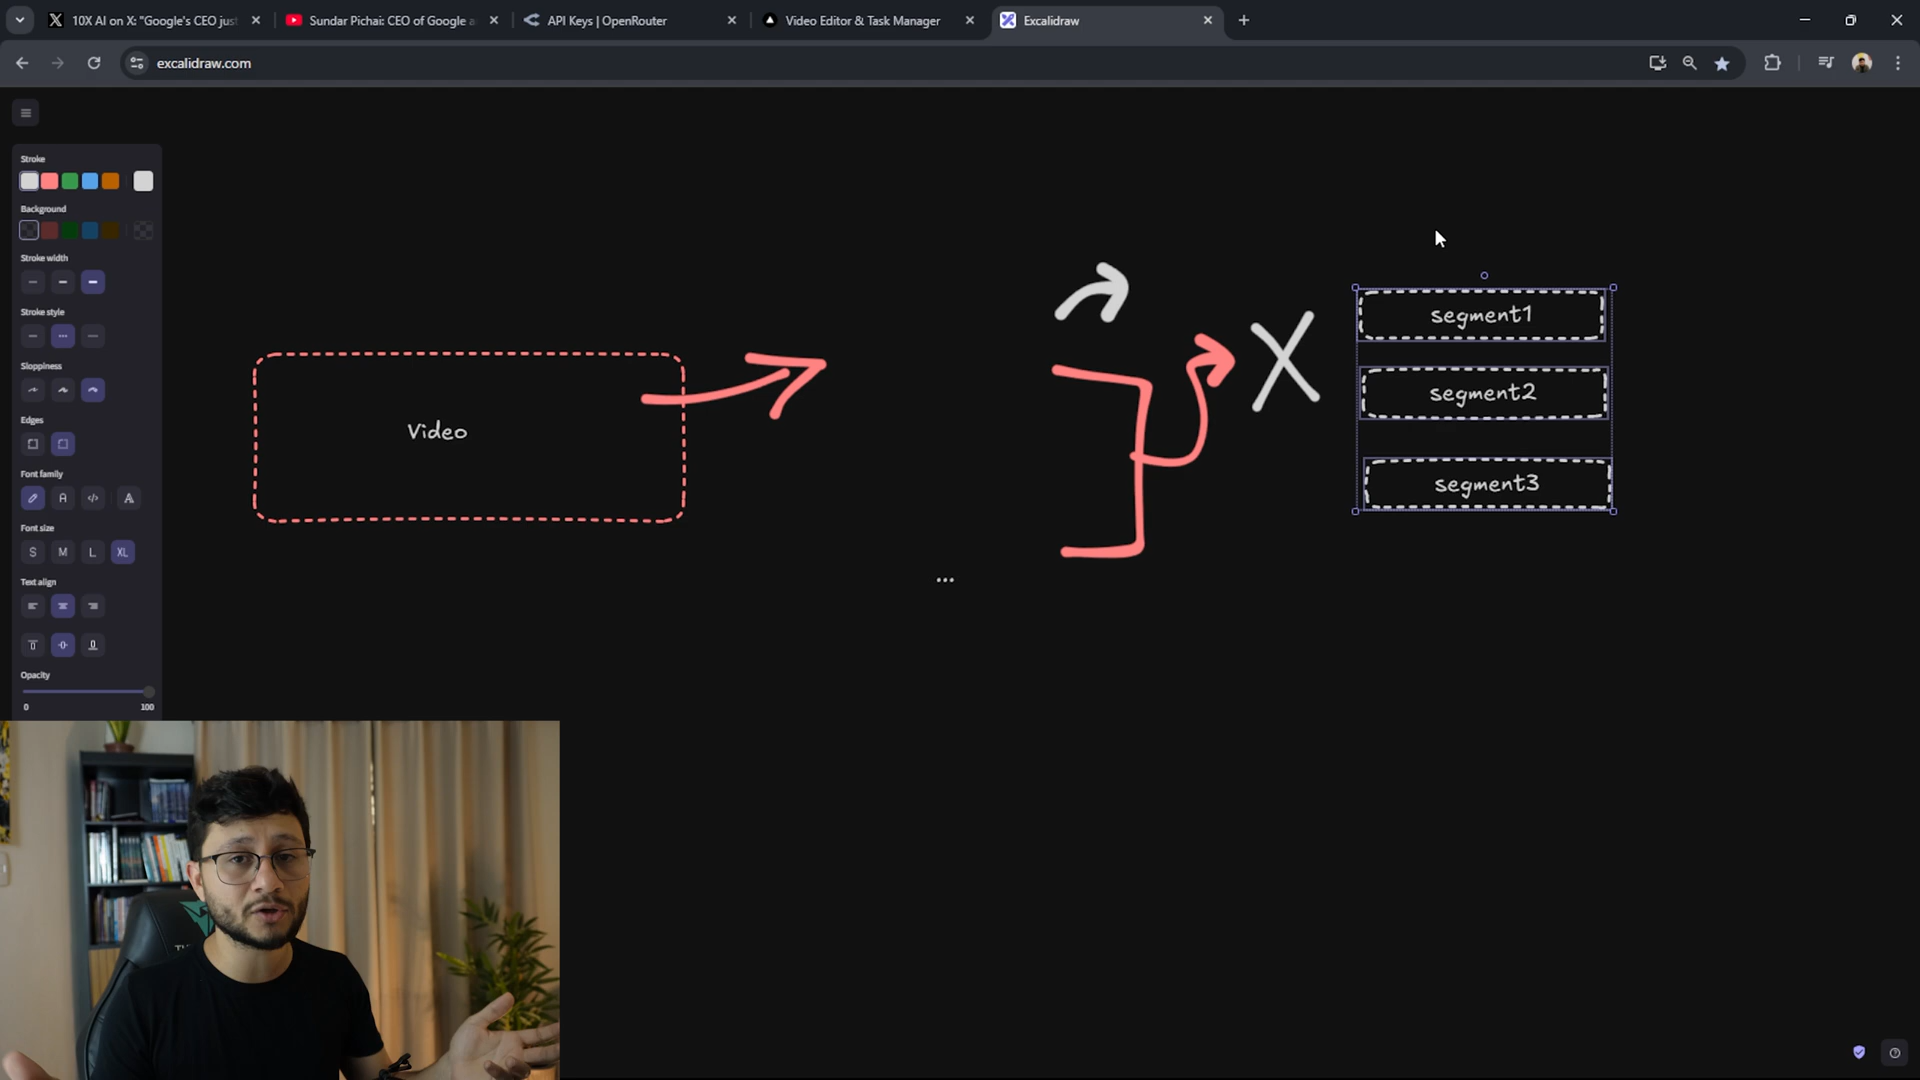 10X AI on X: "Google's CEO jus
Sundar Pichai: CEO of Google a
API Keys | OpenRouter
Video Editor & Task Manager
Excalidraw
excalidraw.com
Stroke
Background
Stroke width
Stroke style
Sloppiness
Edges
Font family
Font size
S M L XL
Text align
Opacity
0 100
Video
...
X
segment1
segment2
segment3